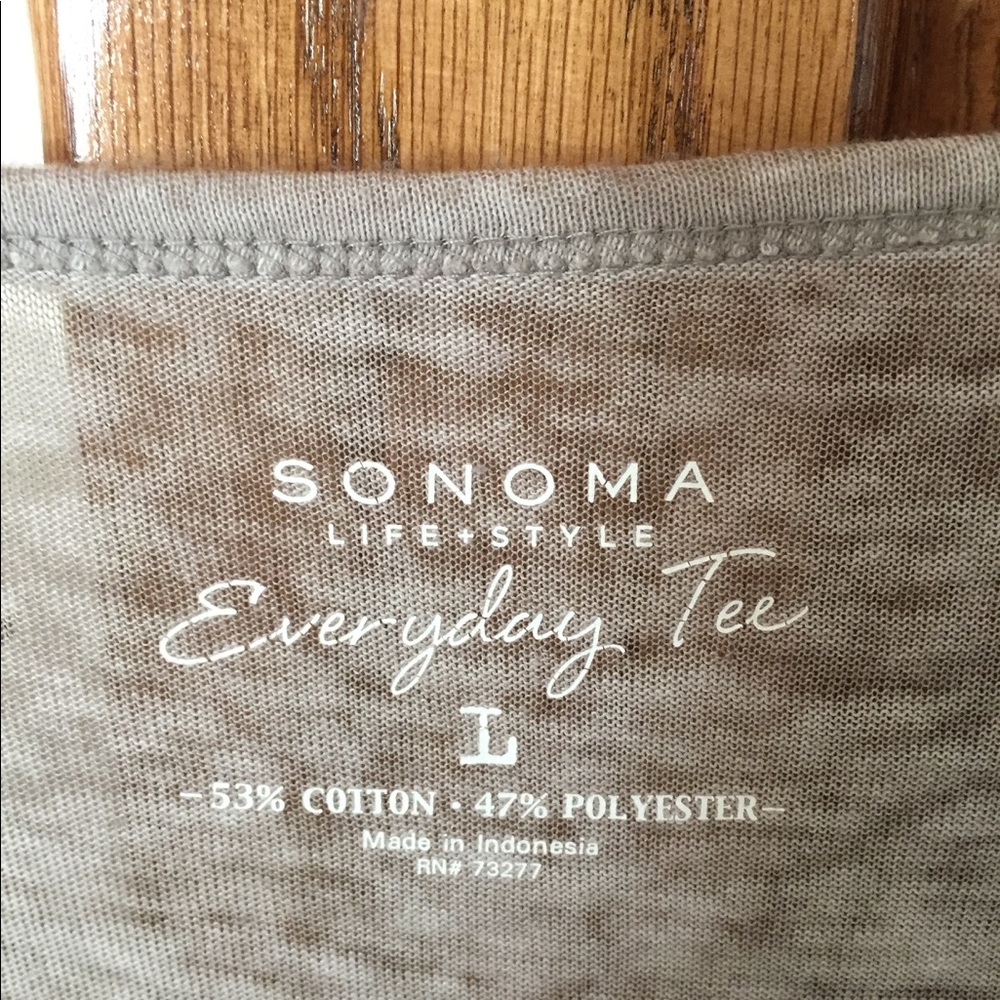 SONOMA
LIFE+STYLE
Everyday Tee
L
-53% COTTON · 47% POLYESTER-
Made in Indonesia
RN# 73277